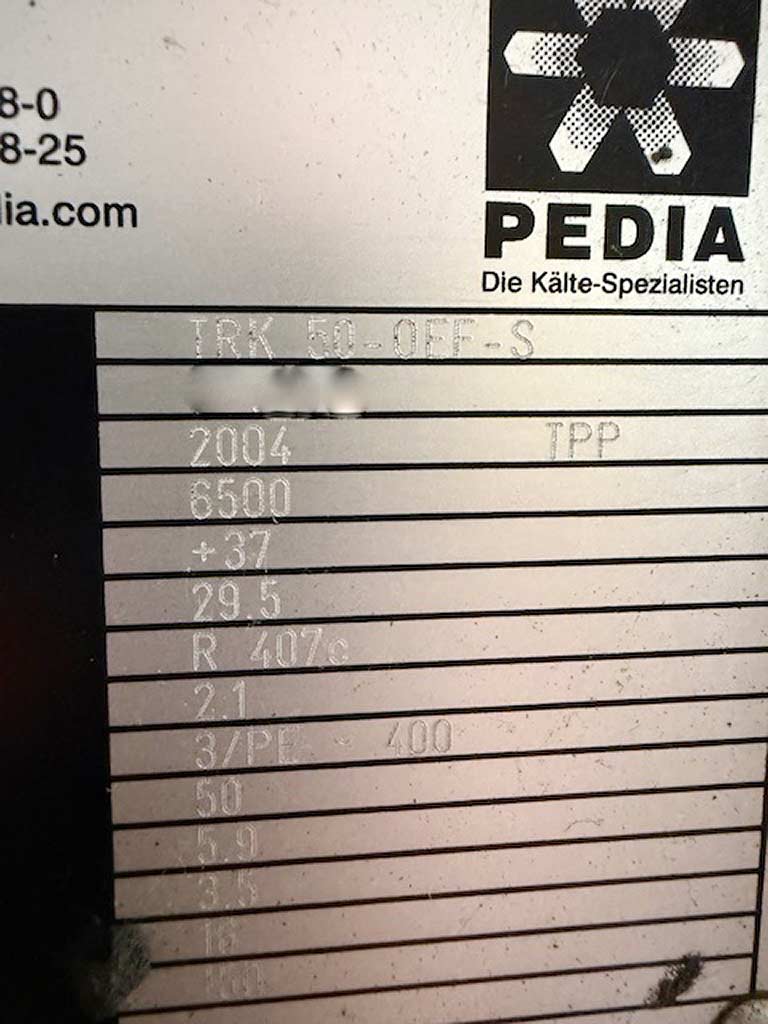 8-0
8-25
lia.com
PEDIA
Die Kälte-Spezialisten
TRK 50-OEF-S
2004 TPP
6500
+37
29.5
R 407c
2.1
3/PE ~ 400
50
5.9
3.5
16